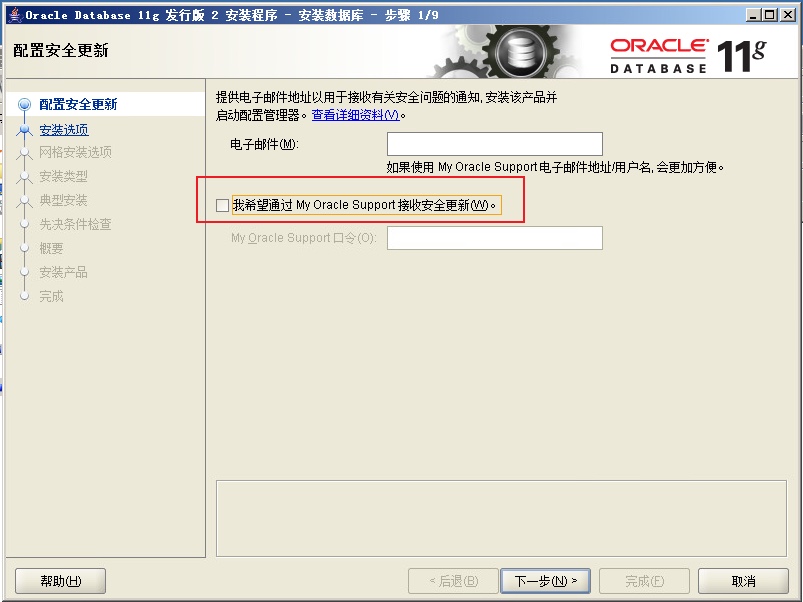 Oracle Database 11g 发行版 2 安装程序 - 安装数据库 - 步骤 1/9
配置安全更新
ORACLE®
DATABASE 11g
配置安全更新
安装选项
网格安装选项
安装类型
典型安装
先决条件检查
概要
安装产品
完成
提供电子邮件地址以用于接收有关安全问题的通知, 安装该产品并
启动配置管理器。查看详细资料(V)。
电子邮件(M):
如果使用 My Oracle Support 电子邮件地址/用户名, 会更加方便。
我希望通过 My Oracle Support 接收安全更新(W)。
My Oracle Support 口令(O):
帮助(H)
< 后退(B)
下一步(N) >
完成(F)
取消